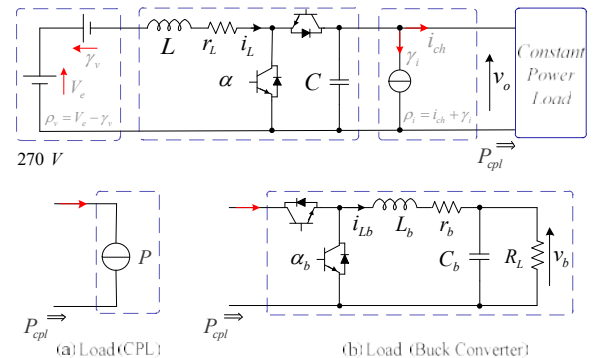 L
r_L
i_L
γ_v
V_e
α
C
γ_i
i_ch
v_o
Constant
Power
Load
ρ_v = V_e − γ_v
ρ_i = i_ch + γ_i
270 V
P_cpl ⇒
P
P_cpl ⇒
(a) Load (CPL)
i_Lb
L_b
r_b
α_b
C_b
R_L
v_b
P_cpl ⇒
(b) Load (Buck Converter)